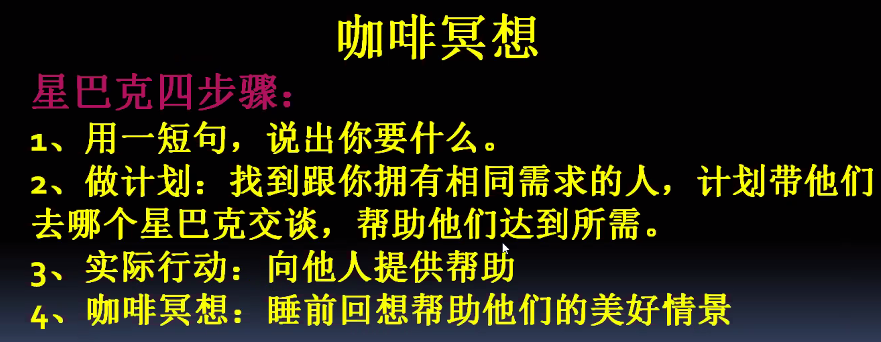 咖啡冥想
星巴克四步骤：
1、用一短句，说出你要什么。
2、做计划：找到跟你拥有相同需求的人，计划带他们
去哪个星巴克交谈，帮助他们达到所需。
3、实际行动：向他人提供帮助
4、咖啡冥想：睡前回想帮助他们的美好情景